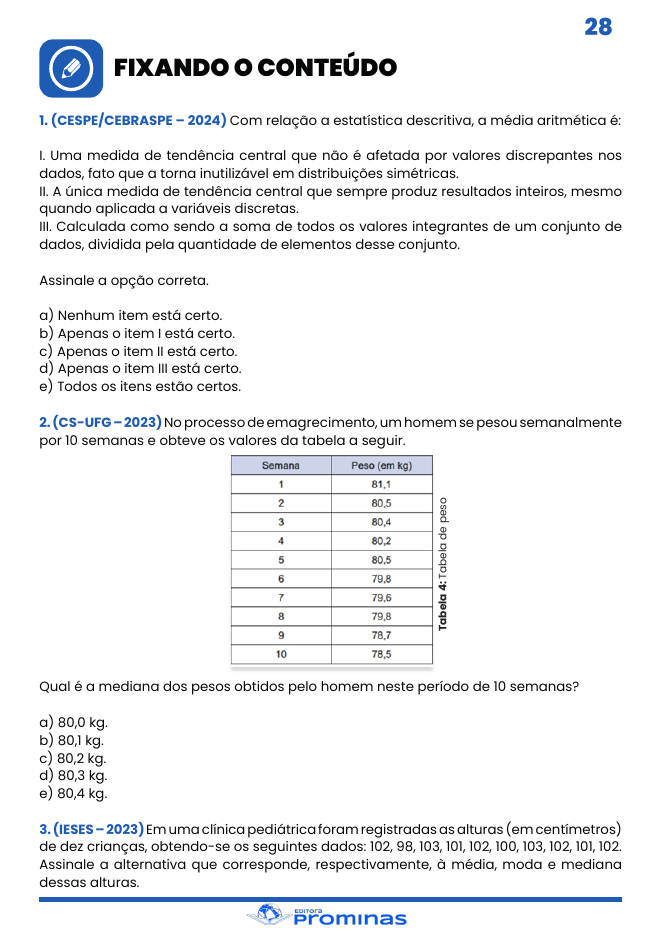 28
FIXANDO O CONTEÚDO
1. (CESPE/CEBRASPE – 2024) Com relação a estatística descritiva, a média aritmética é:
I. Uma medida de tendência central que não é afetada por valores discrepantes nos
dados, fato que a torna inutilizável em distribuições simétricas.
II. A única medida de tendência central que sempre produz resultados inteiros, mesmo
quando aplicada a variáveis discretas.
III. Calculada como sendo a soma de todos os valores integrantes de um conjunto de
dados, dividida pela quantidade de elementos desse conjunto.
Assinale a opção correta.
a) Nenhum item está certo.
b) Apenas o item I está certo.
c) Apenas o item II está certo.
d) Apenas o item III está certo.
e) Todos os itens estão certos.
2. (CS-UFG – 2023) No processo de emagrecimento, um homem se pesou semanalmente
por 10 semanas e obteve os valores da tabela a seguir.
Semana Peso (em kg)
1 81,1
2 80,5
3 80,4
4 80,2
5 80,5
6 79,8
7 79,6
8 79,8
9 78,7
10 78,5
Tabela 4: Tabela de peso
Qual é a mediana dos pesos obtidos pelo homem neste período de 10 semanas?
a) 80,0 kg.
b) 80,1 kg.
c) 80,2 kg.
d) 80,3 kg.
e) 80,4 kg.
3. (IESES – 2023) Em uma clínica pediátrica foram registradas as alturas (em centímetros)
de dez crianças, obtendo-se os seguintes dados: 102, 98, 103, 101, 102, 100, 103, 102, 101, 102.
Assinale a alternativa que corresponde, respectivamente, à média, moda e mediana
dessas alturas.
EDITORA
Prominas